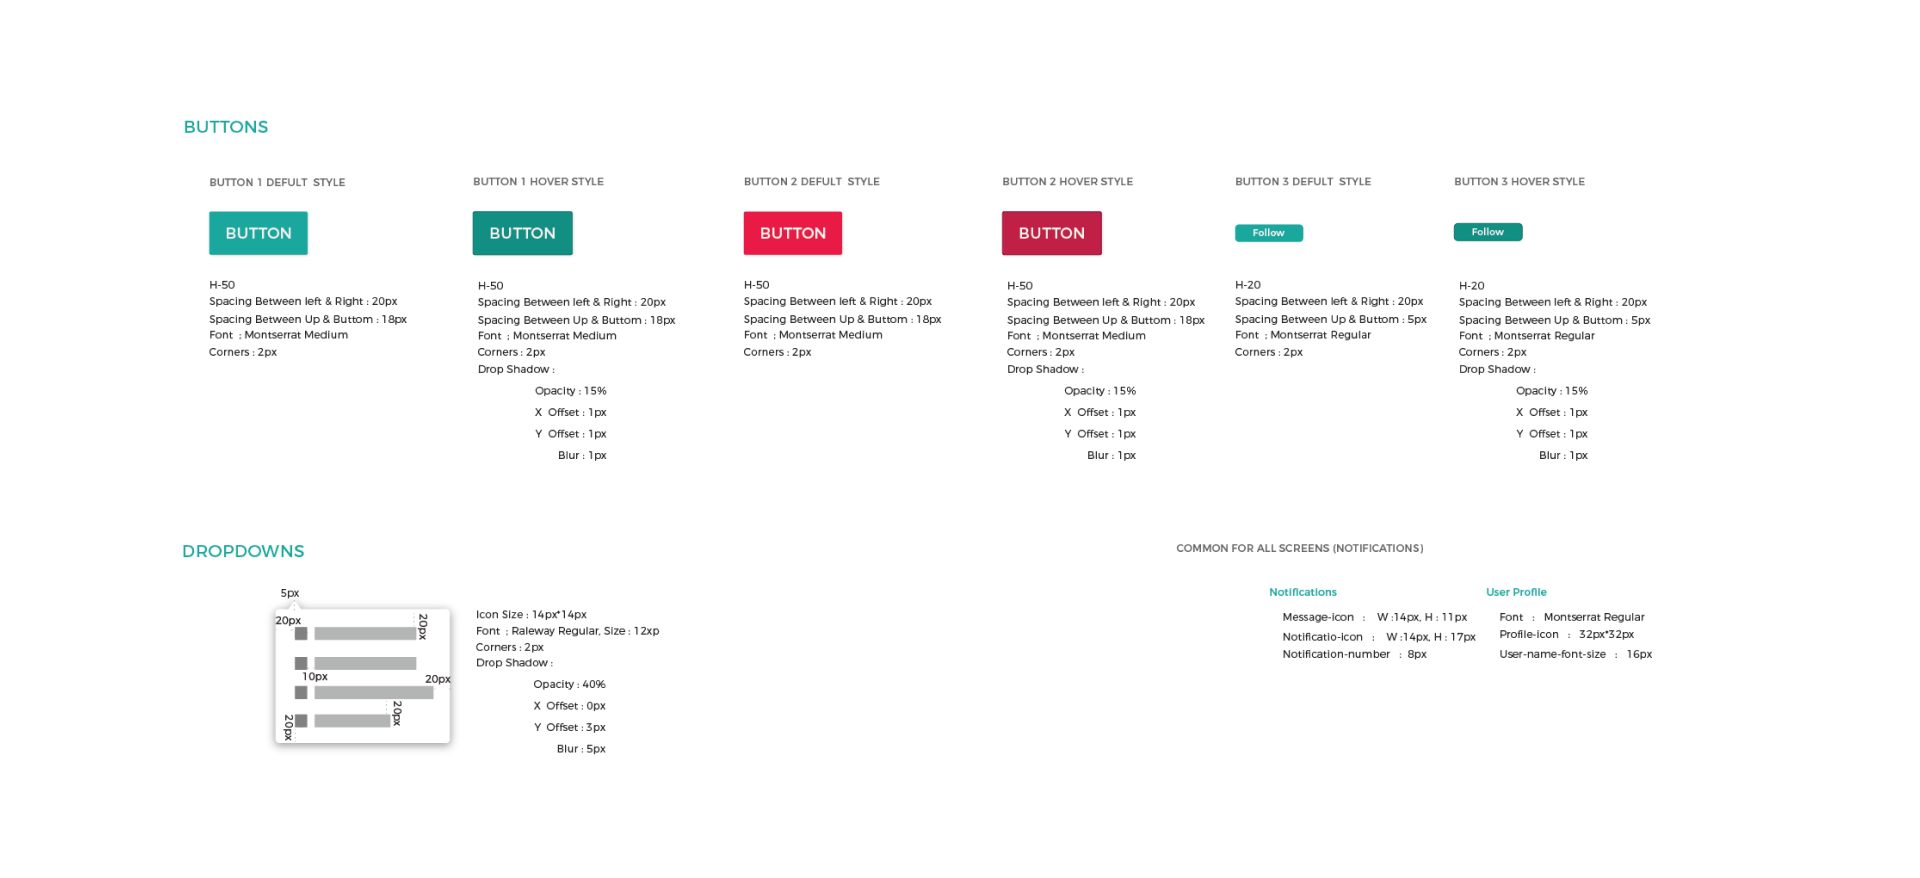 BUTTONS
BUTTON 1 DEFULT STYLE
BUTTON
H-50
Spacing Between left & Right : 20px
Spacing Between Up & Buttom : 18px
Font ; Montserrat Medium
Corners : 2px
BUTTON 1 HOVER STYLE
BUTTON
H-50
Spacing Between left & Right : 20px
Spacing Between Up & Buttom : 18px
Font ; Montserrat Medium
Corners : 2px
Drop Shadow :
Opacity : 15%
X Offset : 1px
Y Offset : 1px
Blur : 1px
BUTTON 2 DEFULT STYLE
BUTTON
H-50
Spacing Between left & Right : 20px
Spacing Between Up & Buttom : 18px
Font ; Montserrat Medium
Corners : 2px
BUTTON 2 HOVER STYLE
BUTTON
H-50
Spacing Between left & Right : 20px
Spacing Between Up & Buttom : 18px
Font ; Montserrat Medium
Corners : 2px
Drop Shadow :
Opacity : 15%
X Offset : 1px
Y Offset : 1px
Blur : 1px
BUTTON 3 DEFULT STYLE
Follow
H-20
Spacing Between left & Right : 20px
Spacing Between Up & Buttom : 5px
Font ; Montserrat Regular
Corners : 2px
BUTTON 3 HOVER STYLE
Follow
H-20
Spacing Between left & Right : 20px
Spacing Between Up & Buttom : 5px
Font ; Montserrat Regular
Corners : 2px
Drop Shadow :
Opacity : 15%
X Offset : 1px
Y Offset : 1px
Blur : 1px
DROPDOWNS
5px
20px
20px
10px
20px
20px
20px
Icon Size : 14px*14px
Font ; Raleway Regular, Size : 12xp
Corners : 2px
Drop Shadow :
Opacity : 40%
X Offset : 0px
Y Offset : 3px
Blur : 5px
COMMON FOR ALL SCREENS (NOTIFICATIONS)
Notifications
Message-icon : W :14px, H : 11px
Notificatio-icon : W :14px, H : 17px
Notification-number : 8px
User Profile
Font : Montserrat Regular
Profile-icon : 32px*32px
User-name-font-size : 16px